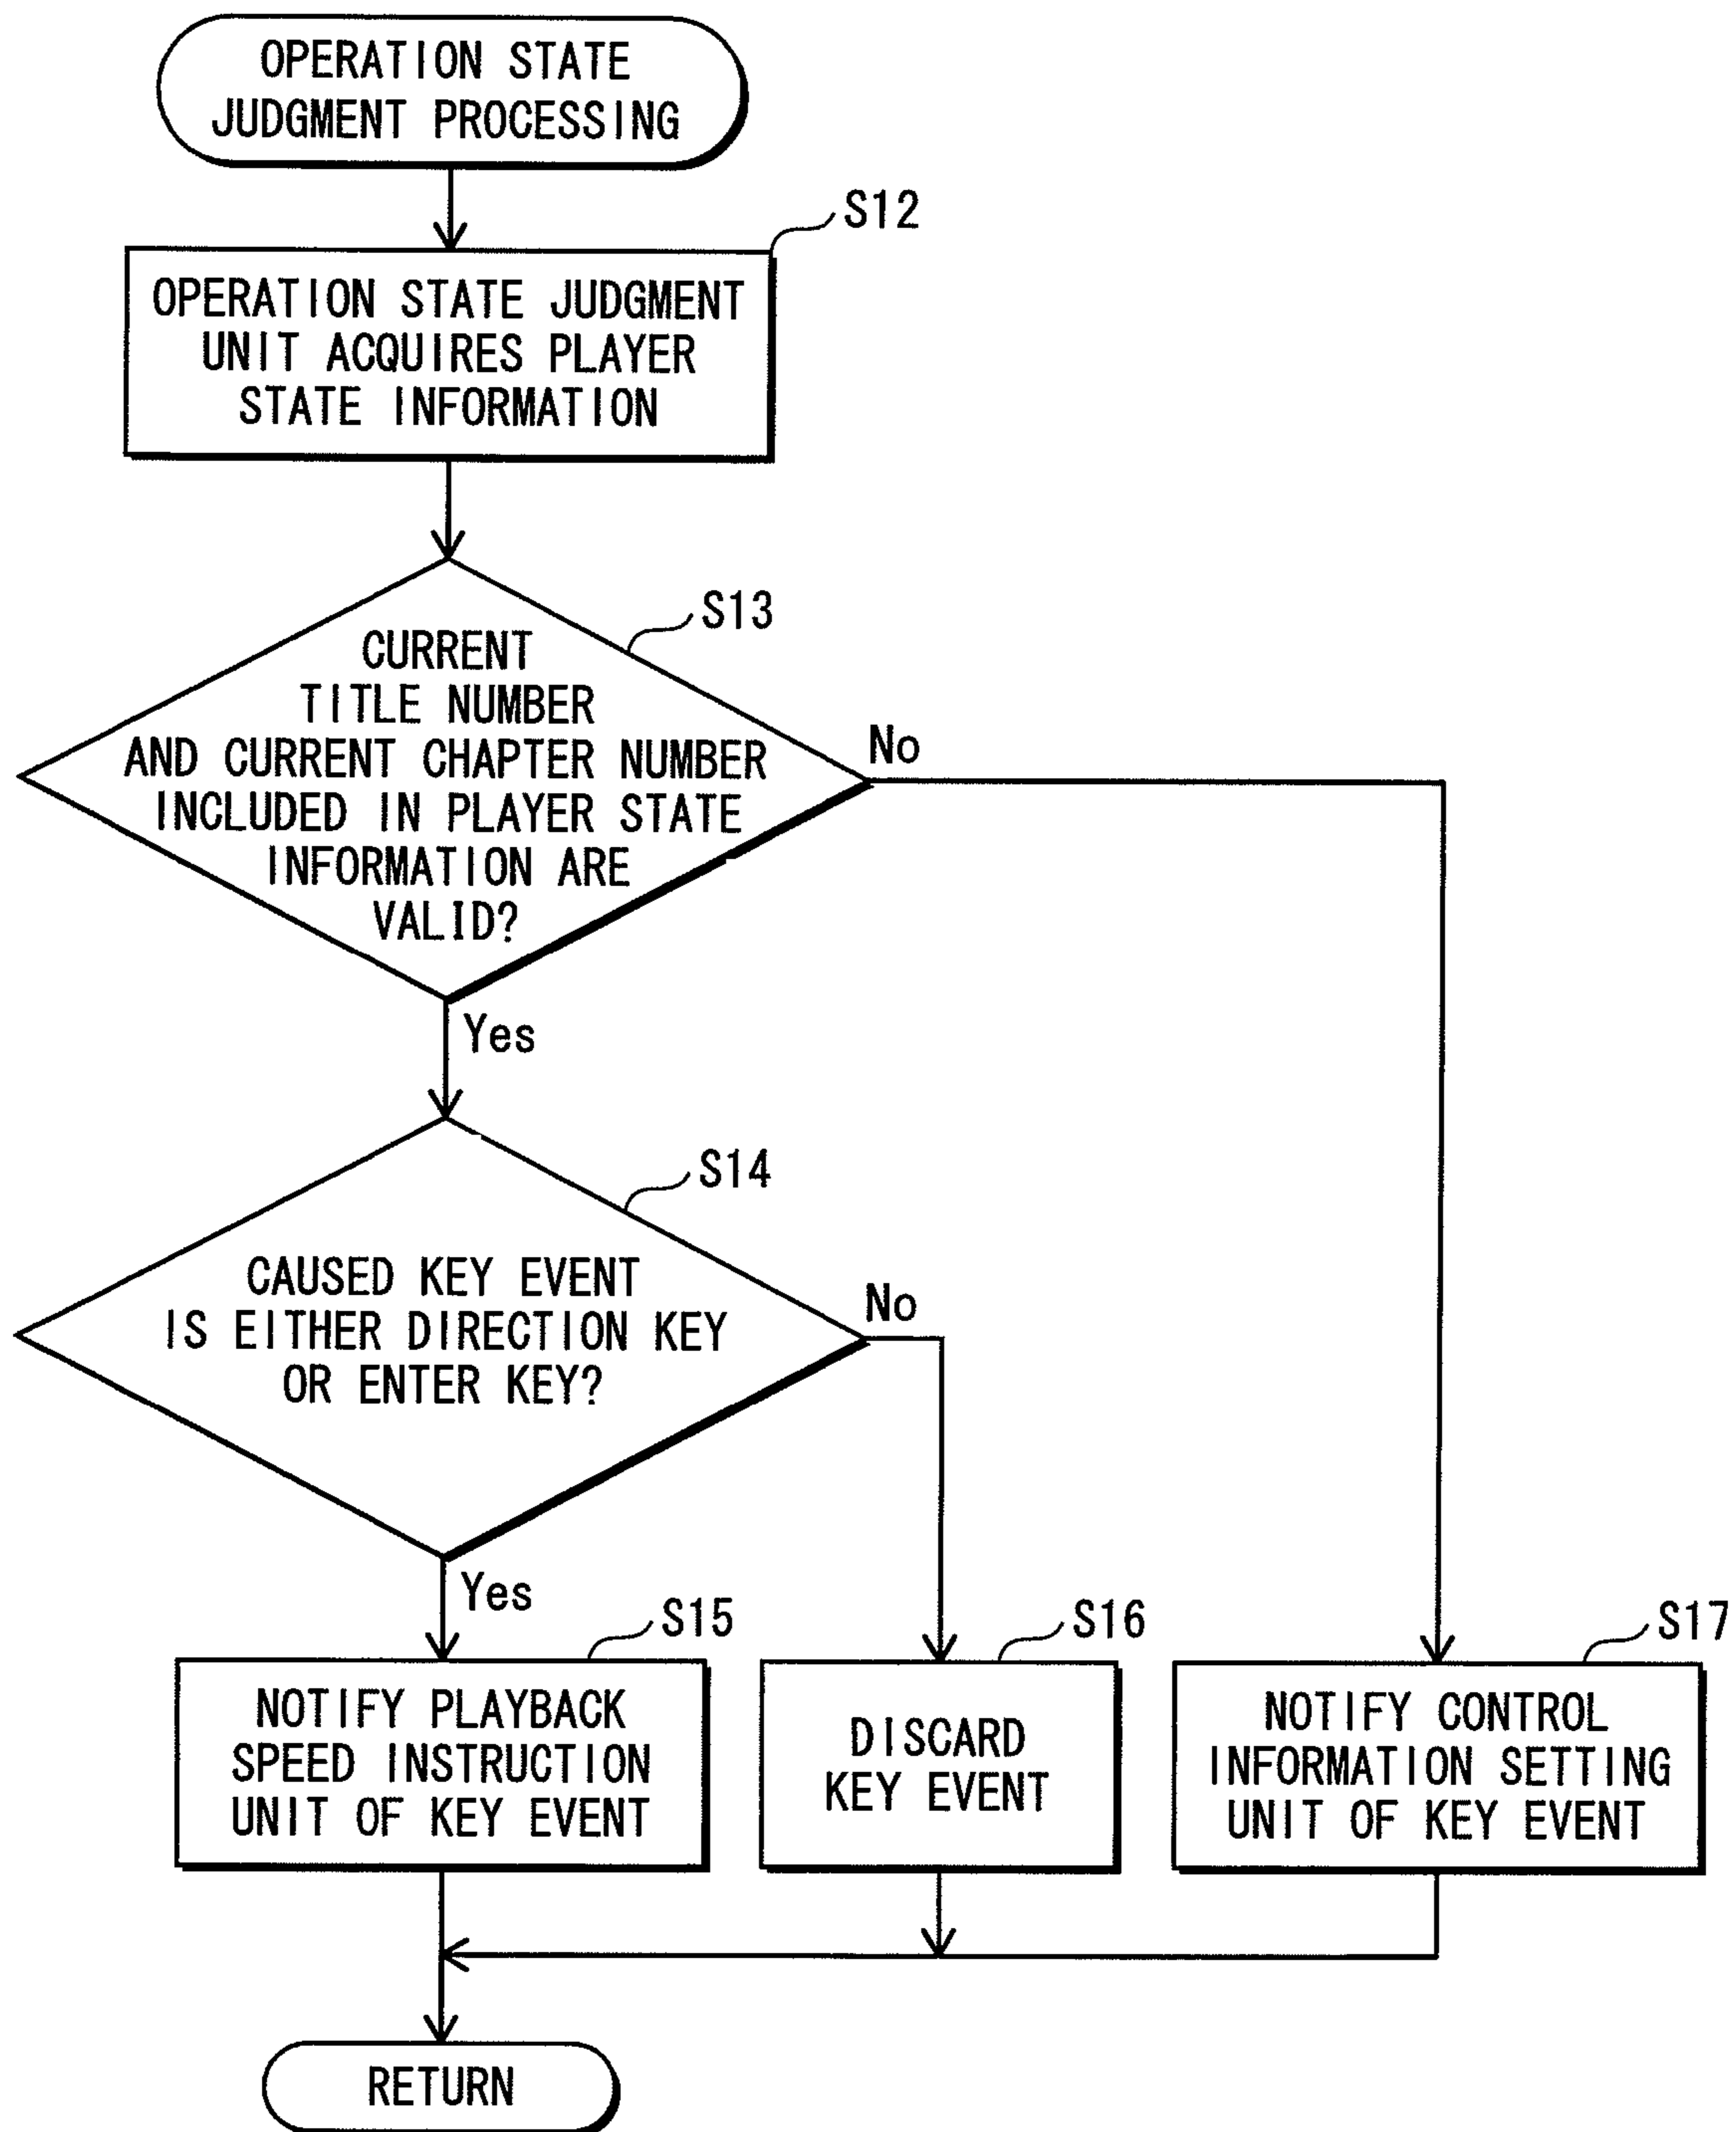 OPERATION STATE
JUDGMENT PROCESSING
S12
OPERATION STATE JUDGMENT
UNIT ACQUIRES PLAYER
STATE INFORMATION
S13
CURRENT
TITLE NUMBER
AND CURRENT CHAPTER NUMBER
INCLUDED IN PLAYER STATE
INFORMATION ARE
VALID?
No
Yes
S14
CAUSED KEY EVENT
IS EITHER DIRECTION KEY
OR ENTER KEY?
No
Yes
S15
NOTIFY PLAYBACK
SPEED INSTRUCTION
UNIT OF KEY EVENT
S16
DISCARD
KEY EVENT
S17
NOTIFY CONTROL
INFORMATION SETTING
UNIT OF KEY EVENT
RETURN